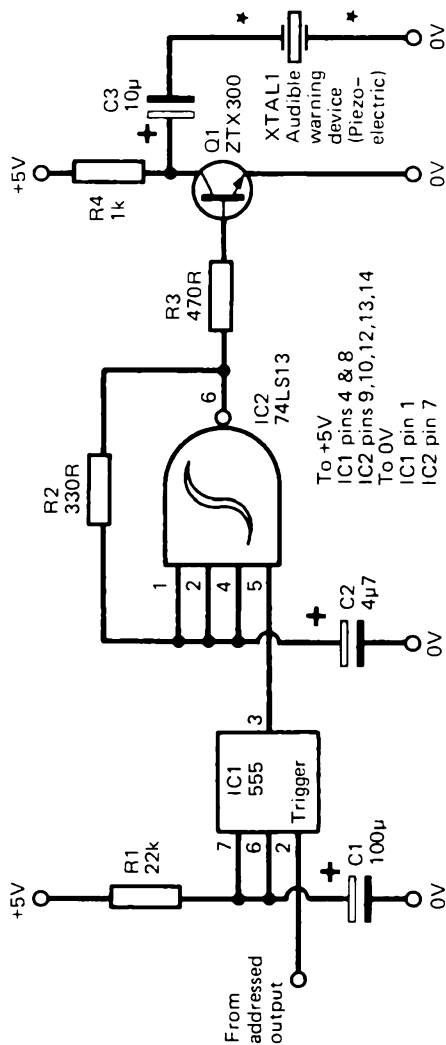 +5V
R1
22k
7
6
2
IC1
555
Trigger
3
From
addressed
output
+
C1
100µ
0V
R2
330R
1
2
4
5
6
IC2
74LS13
+
C2
4µ7
0V
R3
470R
+5V
R4
1k
+
C3
10µ
Q1
ZTX300
0V
XTAL1
Audible
warning
device
(Piezo-
electric)
*
*
0V
To +5V
IC1 pins 4 & 8
IC2 pins 9,10,12,13,14
To 0V
IC1 pin 1
IC2 pin 7